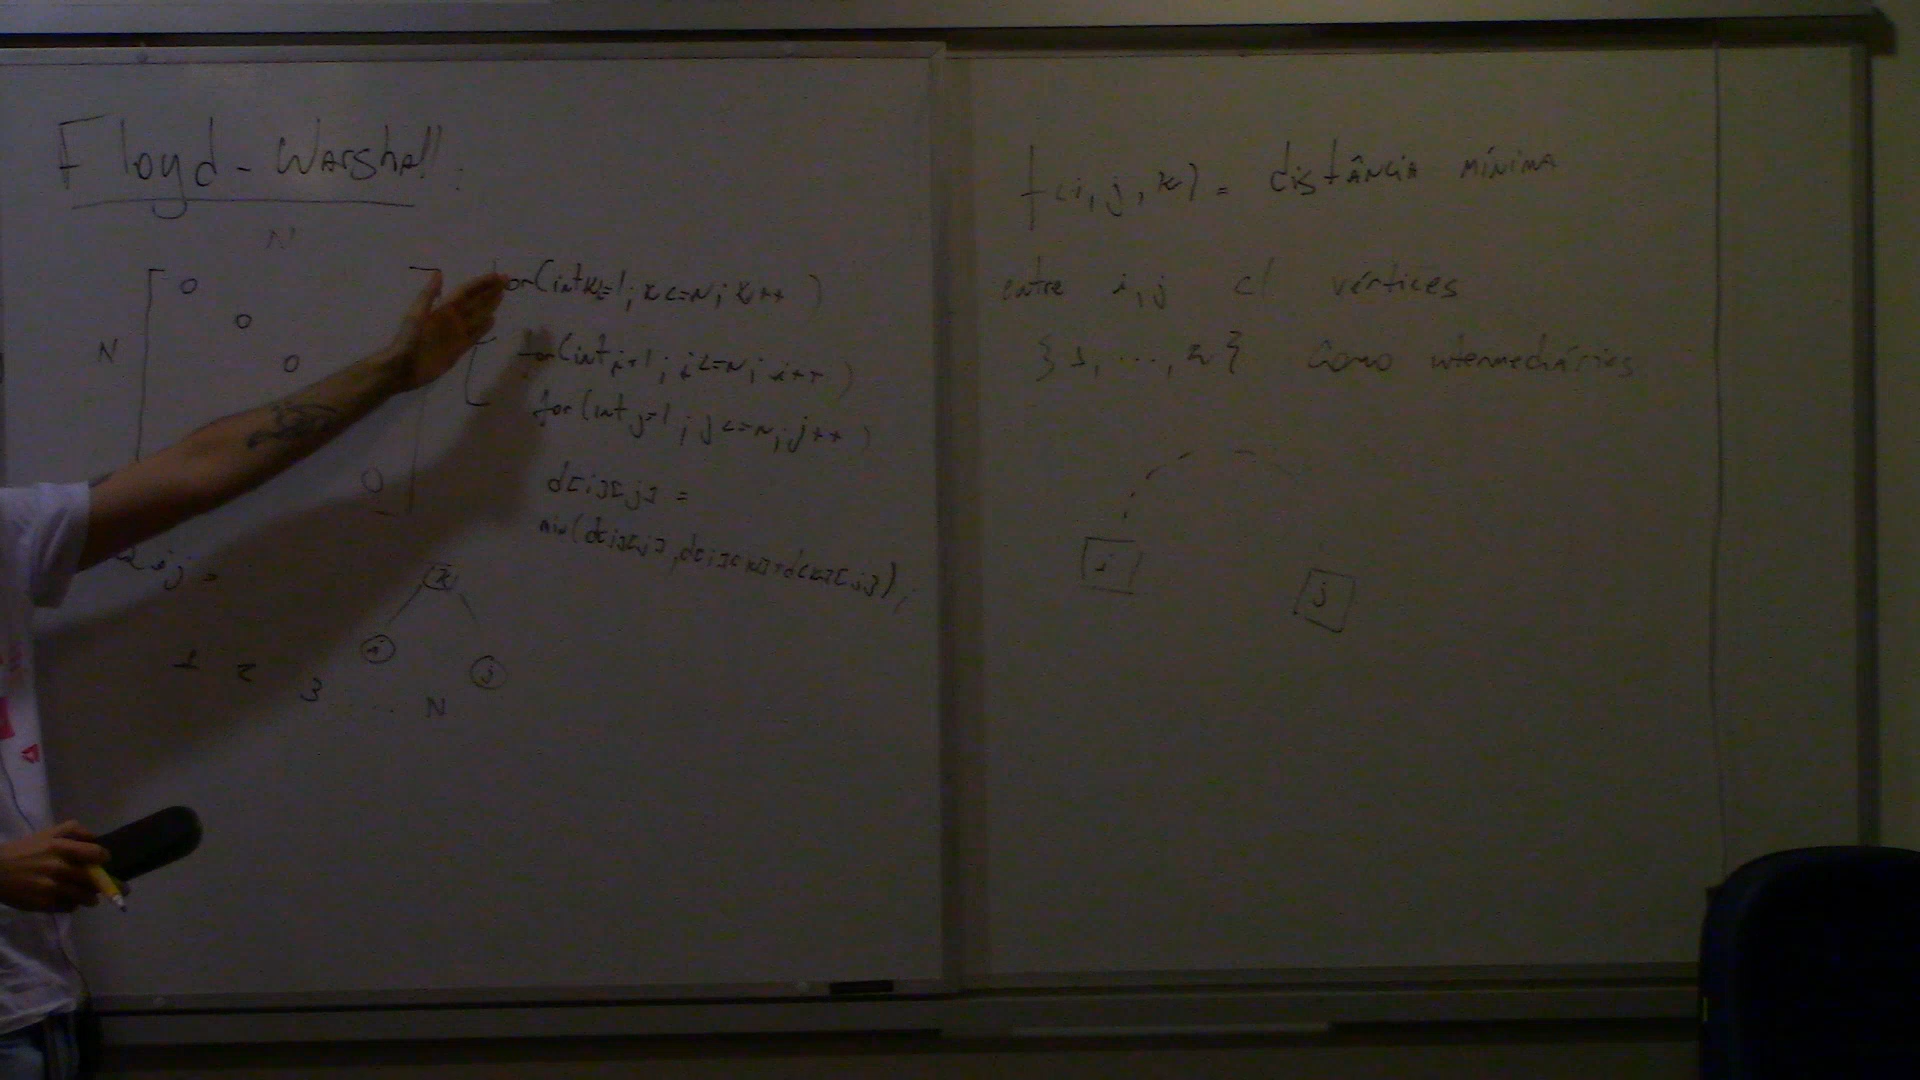 Floyd-Warshall:
N
0
0
N
0
0
for(int k=1; k<=N; k++)
for(int i=1; i<=N; i++)
for(int j=1; j<=N; j++)
d[i][j] =
min(d[i][j], d[i][k]+d[k][j]);
ij =
k
i
j
1 2 3 .... N
f(i, j, k) = distância mínima
entre i,j c/ vértices
{1, ..., k} como intermediários
i
j